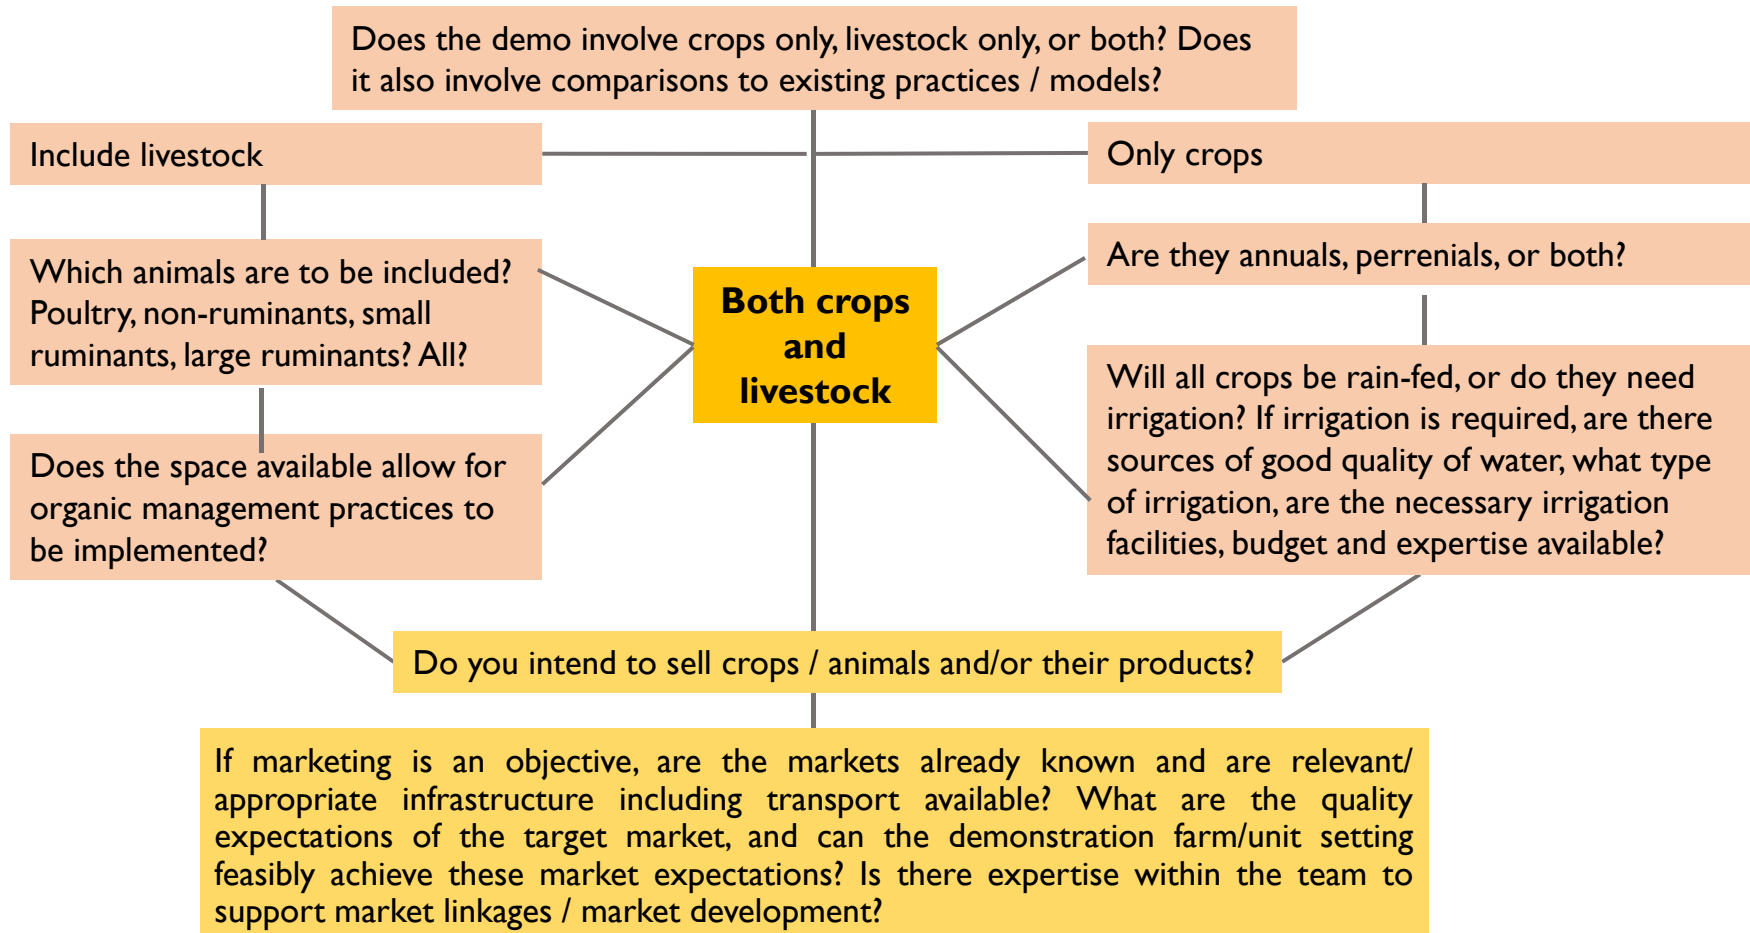 Does the demo involve crops only, livestock only, or both? Does
it also involve comparisons to existing practices / models?
Include livestock
Only crops
Which animals are to be included?
Poultry, non-ruminants, small
ruminants, large ruminants? All?
Both crops
and
livestock
Are they annuals, perrenials, or both?
Does the space available allow for
organic management practices to
be implemented?
Will all crops be rain-fed, or do they need
irrigation? If irrigation is required, are there
sources of good quality of water, what type
of irrigation, are the necessary irrigation
facilities, budget and expertise available?
Do you intend to sell crops / animals and/or their products?
If marketing is an objective, are the markets already known and are relevant/
appropriate infrastructure including transport available? What are the quality
expectations of the target market, and can the demonstration farm/unit setting
feasibly achieve these market expectations? Is there expertise within the team to
support market linkages / market development?